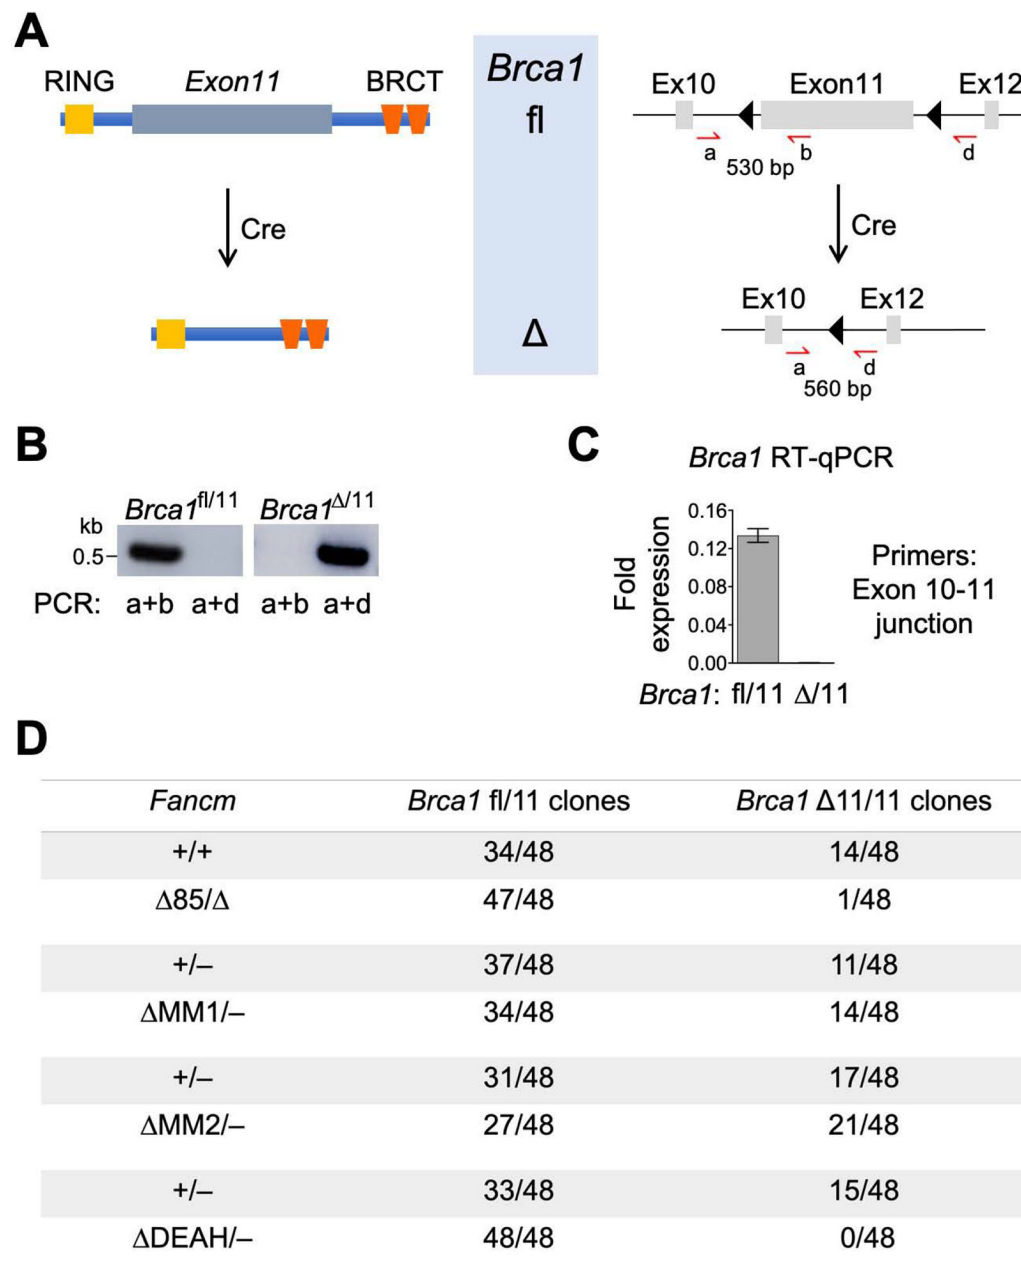 A
RING Exon11 BRCT
Cre
Brca1
fl
Δ
Ex10 Exon11 Ex12
a b d
530 bp
Cre
Ex10 Ex12
a d
560 bp
B
Brca1fl/11 Brca1Δ/11
kb
0.5
PCR: a+b a+d a+b a+d
C
Brca1 RT-qPCR
Fold
expression
0.16
0.12
0.08
0.04
0.00
Brca1: fl/11 Δ/11
Primers:
Exon 10-11
junction
D
Fancm Brca1 fl/11 clones Brca1 Δ11/11 clones
+/+ 34/48 14/48
Δ85/Δ 47/48 1/48
+/– 37/48 11/48
ΔMM1/– 34/48 14/48
+/– 31/48 17/48
ΔMM2/– 27/48 21/48
+/– 33/48 15/48
ΔDEAH/– 48/48 0/48